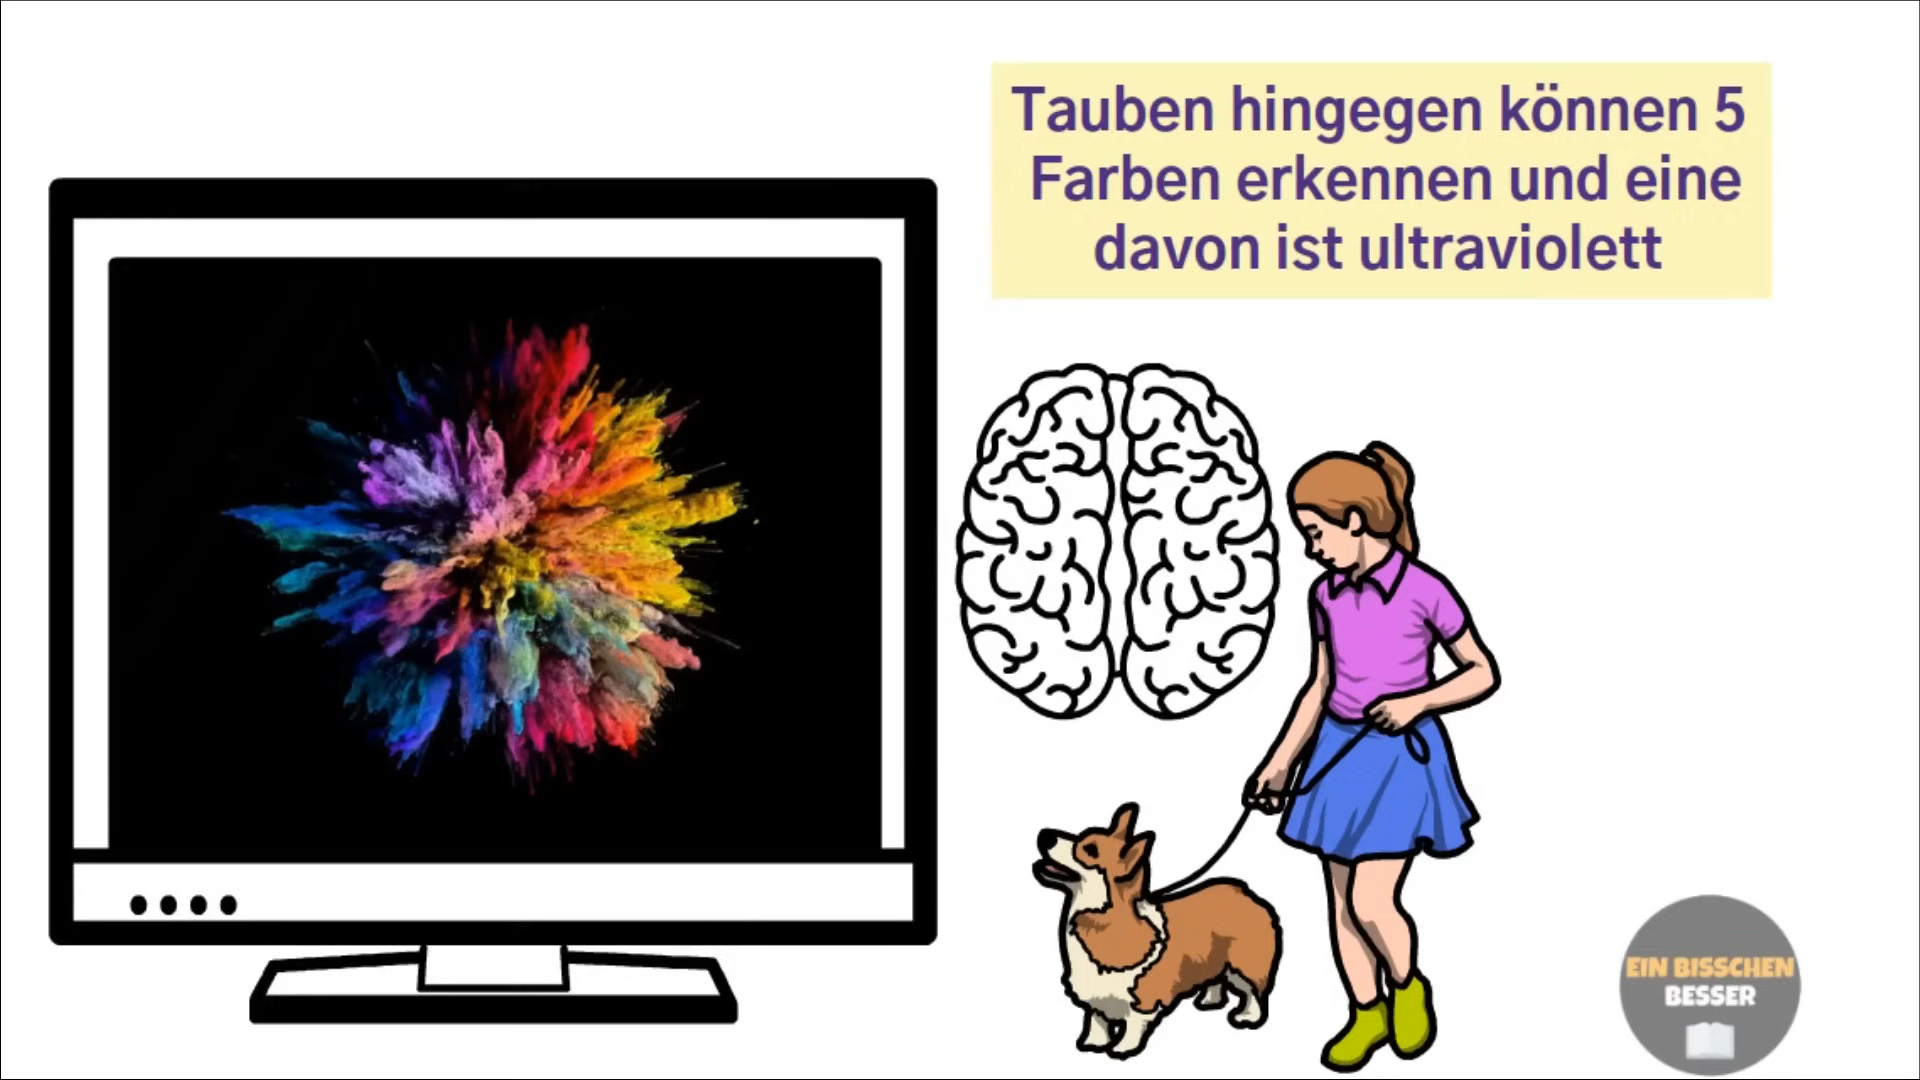 Tauben hingegen können 5
Farben erkennen und eine
davon ist ultraviolett
EIN BISSCHEN
BESSER